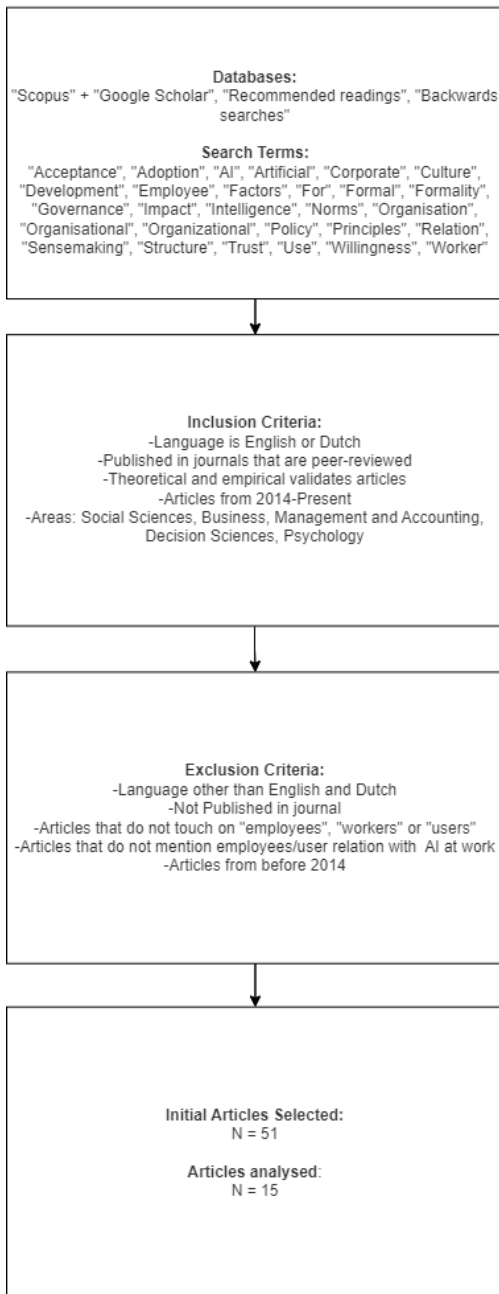 Databases:
"Scopus" + "Google Scholar", "Recommended readings", "Backwards
searches"
Search Terms:
"Acceptance", "Adoption", "AI", "Artificial", "Corporate", "Culture",
"Development", "Employee", "Factors", "For", "Formal", "Formality",
"Governance", "Impact", "Intelligence", "Norms", "Organisation",
"Organisational", "Organizational", "Policy", "Principles", "Relation",
"Sensemaking", "Structure", "Trust", "Use", "Willingness", "Worker"
Inclusion Criteria:
-Language is English or Dutch
-Published in journals that are peer-reviewed
-Theoretical and empirical validates articles
-Articles from 2014-Present
-Areas: Social Sciences, Business, Management and Accounting,
Decision Sciences, Psychology
Exclusion Criteria:
-Language other than English and Dutch
-Not Published in journal
-Articles that do not touch on "employees", "workers" or "users"
-Articles that do not mention employees/user relation with AI at work
-Articles from before 2014
Initial Articles Selected:
N = 51
Articles analysed:
N = 15